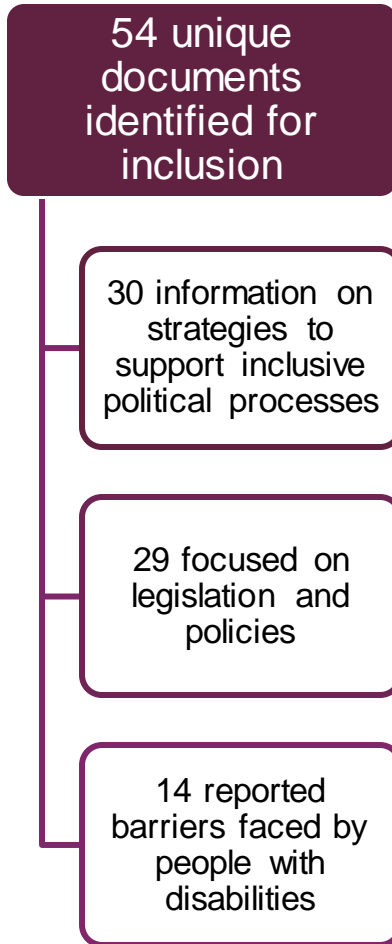 54 unique
documents
identified for
inclusion
30 information on
strategies to
support inclusive
political processes
29 focused on
legislation and
policies
14 reported
barriers faced by
people with
disabilities